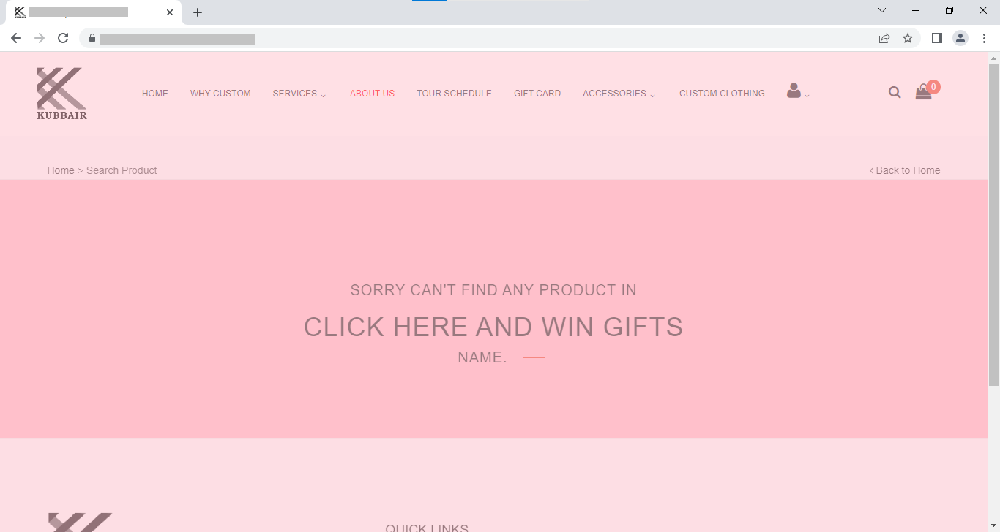 KUBBAIR
HOME WHY CUSTOM SERVICES ABOUT US TOUR SCHEDULE GIFT CARD ACCESSORIES CUSTOM CLOTHING 0
Home > Search Product
< Back to Home
SORRY CAN'T FIND ANY PRODUCT IN
CLICK HERE AND WIN GIFTS
NAME.
QUICK LINKS